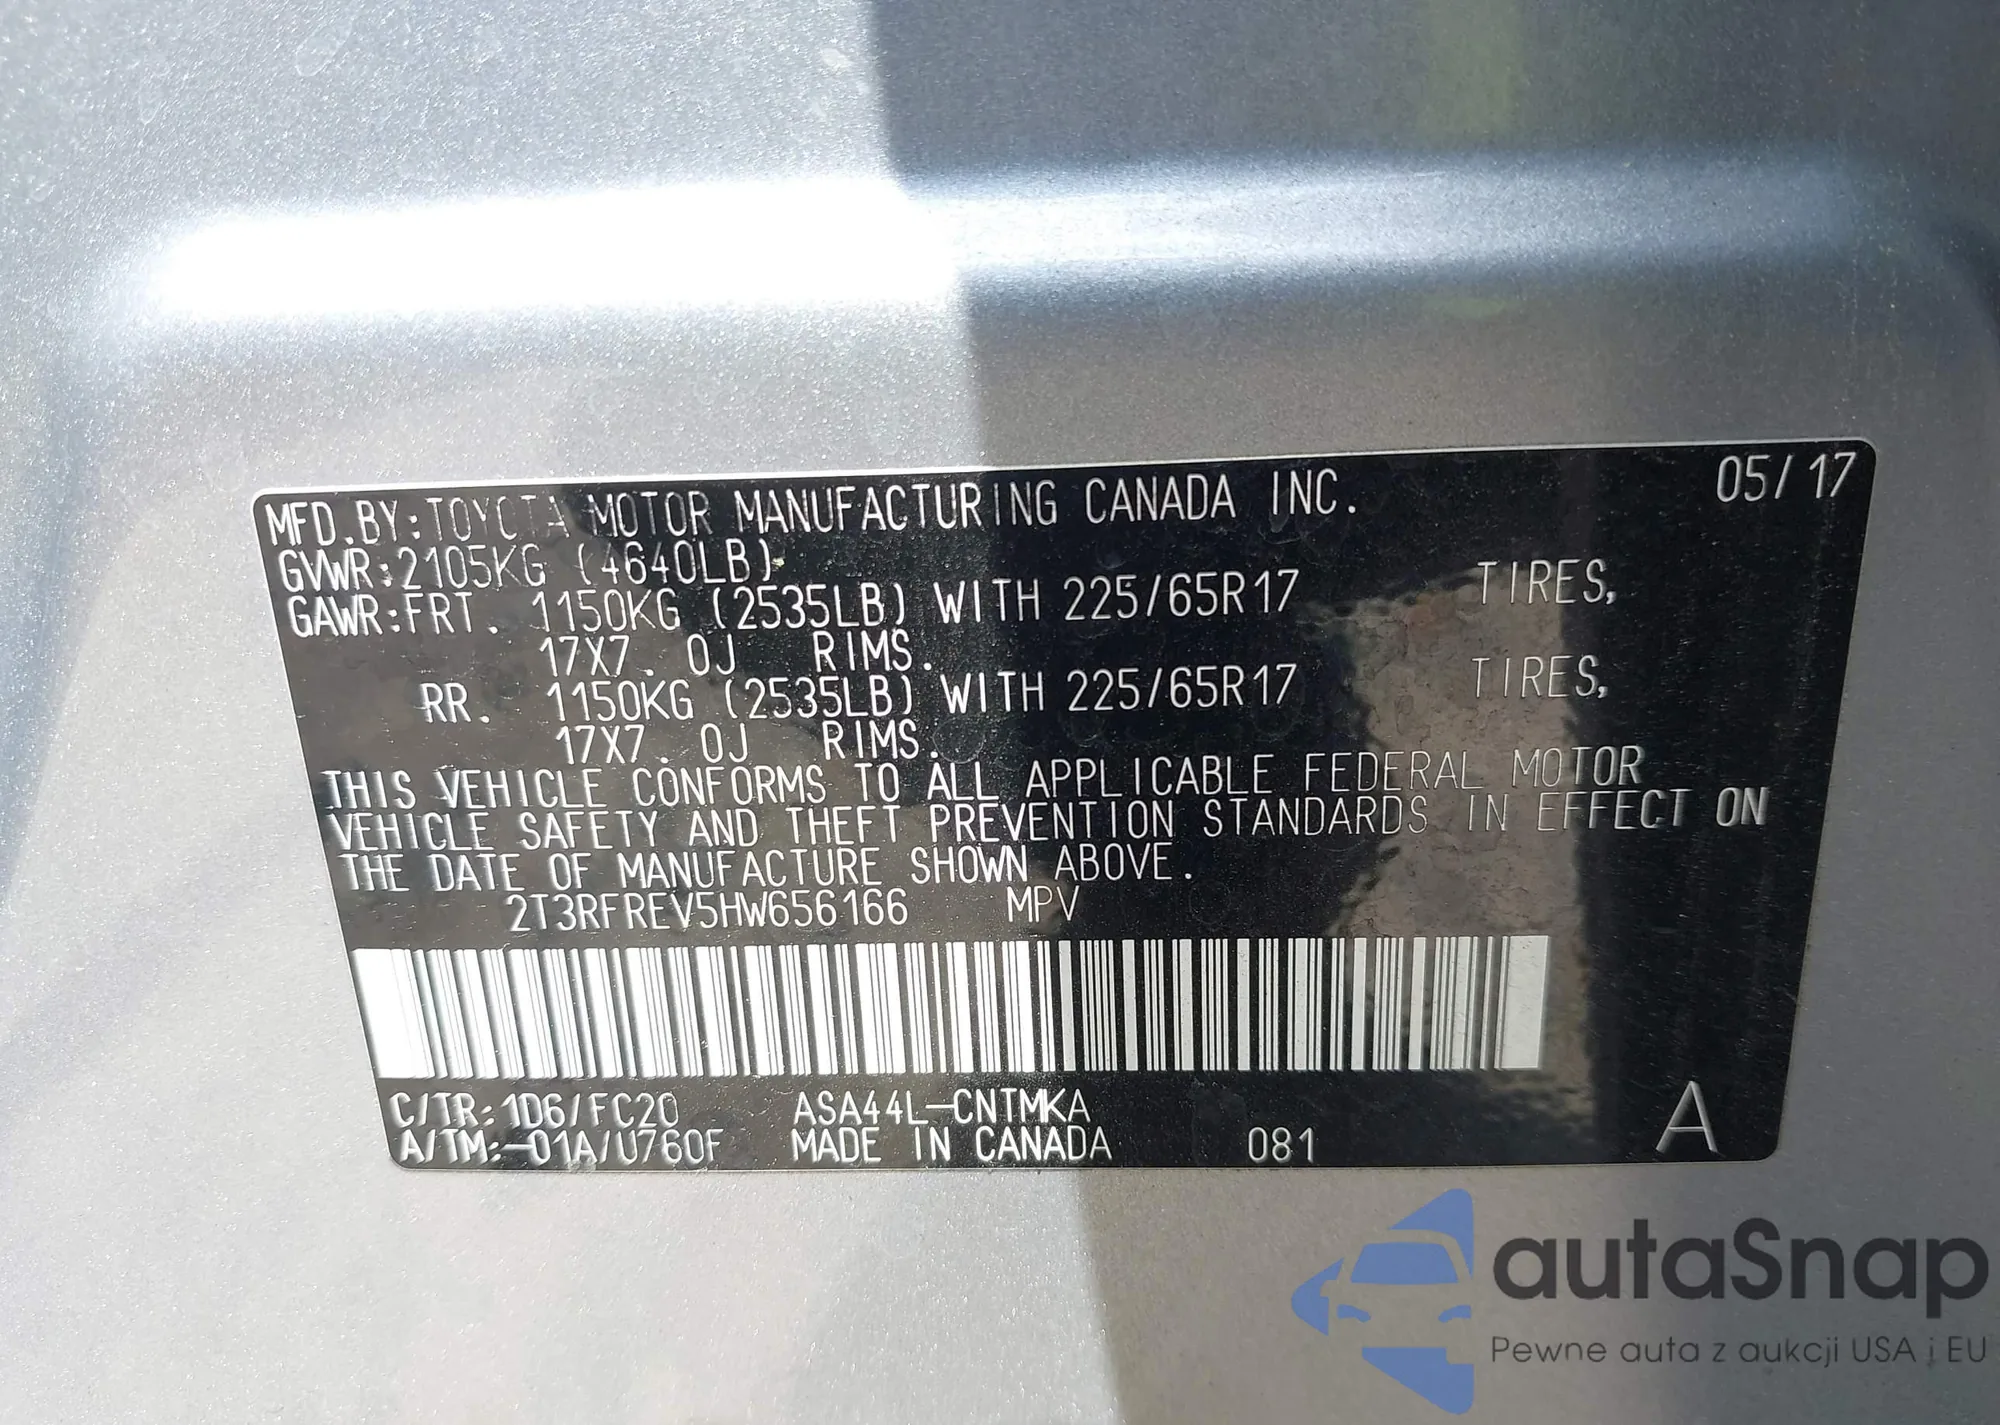 MFD.BY:TOYOTA MOTOR MANUFACTURING CANADA INC. 05/17
GVWR:2105KG (4640LB)
GAWR:FRT. 1150KG (2535LB) WITH 225/65R17 TIRES,
17X7.0J RIMS.
RR. 1150KG (2535LB) WITH 225/65R17 TIRES,
17X7.0J RIMS.
THIS VEHICLE CONFORMS TO ALL APPLICABLE FEDERAL MOTOR
VEHICLE SAFETY AND THEFT PREVENTION STANDARDS IN EFFECT ON
THE DATE OF MANUFACTURE SHOWN ABOVE.
2T3RFREV5HW656166 MPV
C/TR:1D6/FC20 ASA44L-CNTMKA
A/TM:-01A/U760F MADE IN CANADA 081 A
autaSnap
Pewne auta z aukcji USA i EU